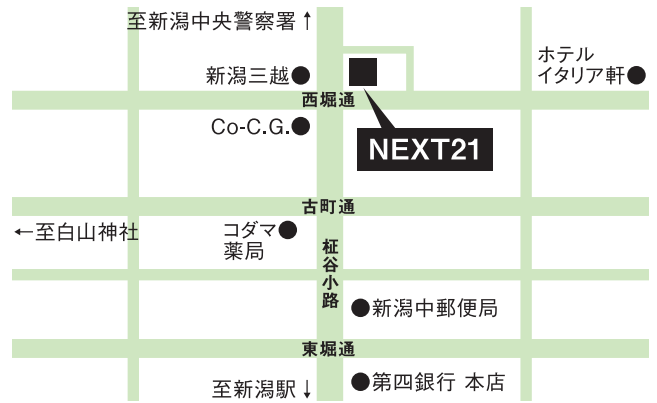 至新潟中央警察署↑
新潟三越
ホテル
イタリア軒
西堀通
Co-C.G.
NEXT21
古町通
←至白山神社
コダマ
薬局
柾谷小路
新潟中郵便局
東堀通
至新潟駅↓
第四銀行 本店